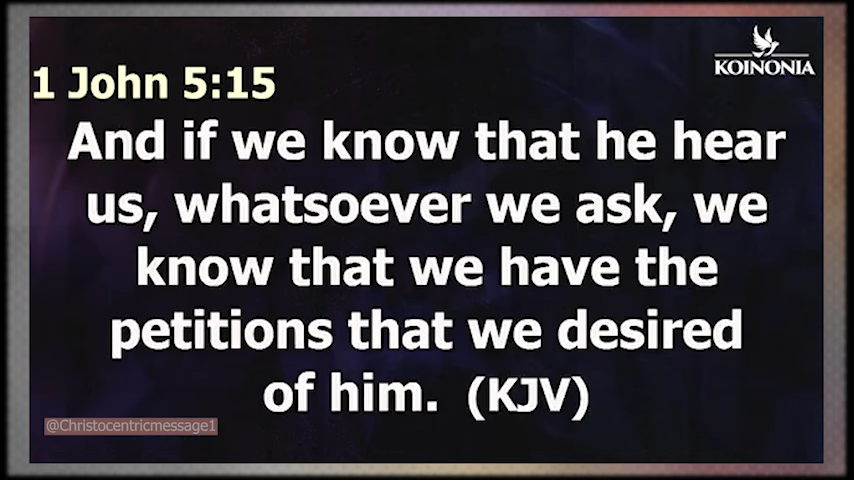 KOINONIA
1 John 5:15
And if we know that he hear
us, whatsoever we ask, we
know that we have the
petitions that we desired
of him. (KJV)
@Christocentricmessage1